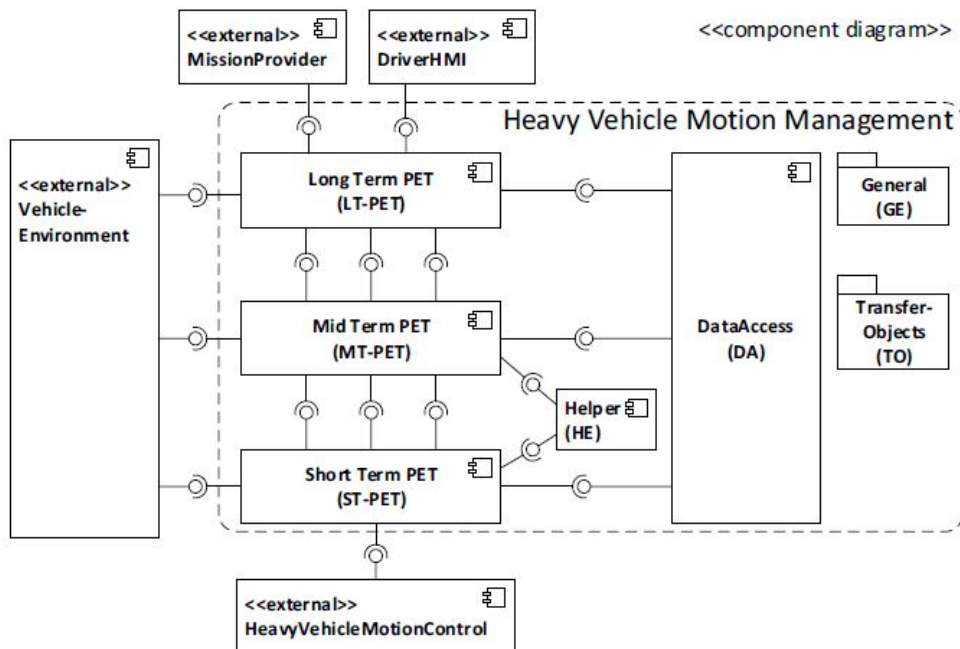 <<external>>
MissionProvider
<<external>>
DriverHMI
<<component diagram>>
Heavy Vehicle Motion Management
<<external>>
Vehicle-
Environment
Long Term PET
(LT-PET)
General
(GE)
Mid Term PET
(MT-PET)
DataAccess
(DA)
Transfer-
Objects
(TO)
Helper
(HE)
Short Term PET
(ST-PET)
<<external>>
HeavyVehicleMotionControl